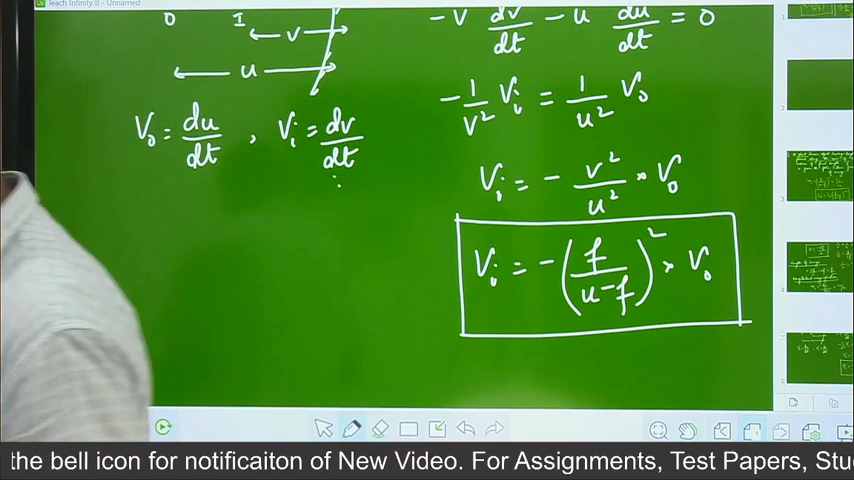 Teach Infinity II - Unnamed
O I
v
u
V₀ = du/dt , Vᵢ = dv/dt
- v dv/dt - u du/dt = 0
- 1/v² Vᵢ = 1/u² V₀
Vᵢ = - v²/u² × V₀
Vᵢ = - (f/(u-f))² × V₀
the bell icon for notificaiton of New Video. For Assignments, Test Papers, Stu